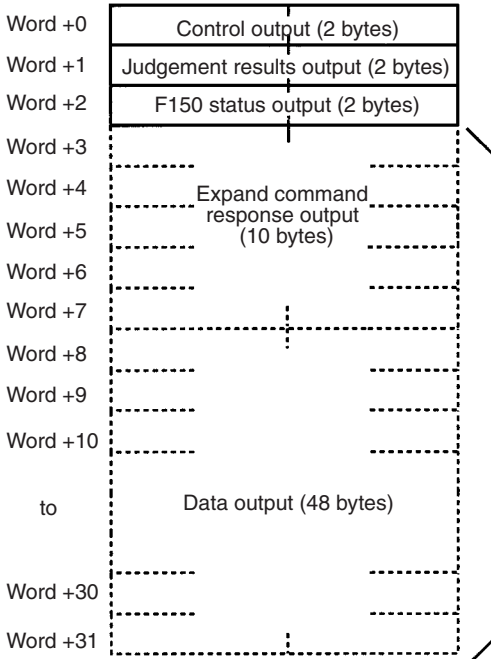 Word +0 Control output (2 bytes)
Word +1 Judgement results output (2 bytes)
Word +2 F150 status output (2 bytes)
Word +3
Word +4 Expand command
response output
Word +5 (10 bytes)
Word +6
Word +7
Word +8
Word +9
Word +10
to Data output (48 bytes)
Word +30
Word +31